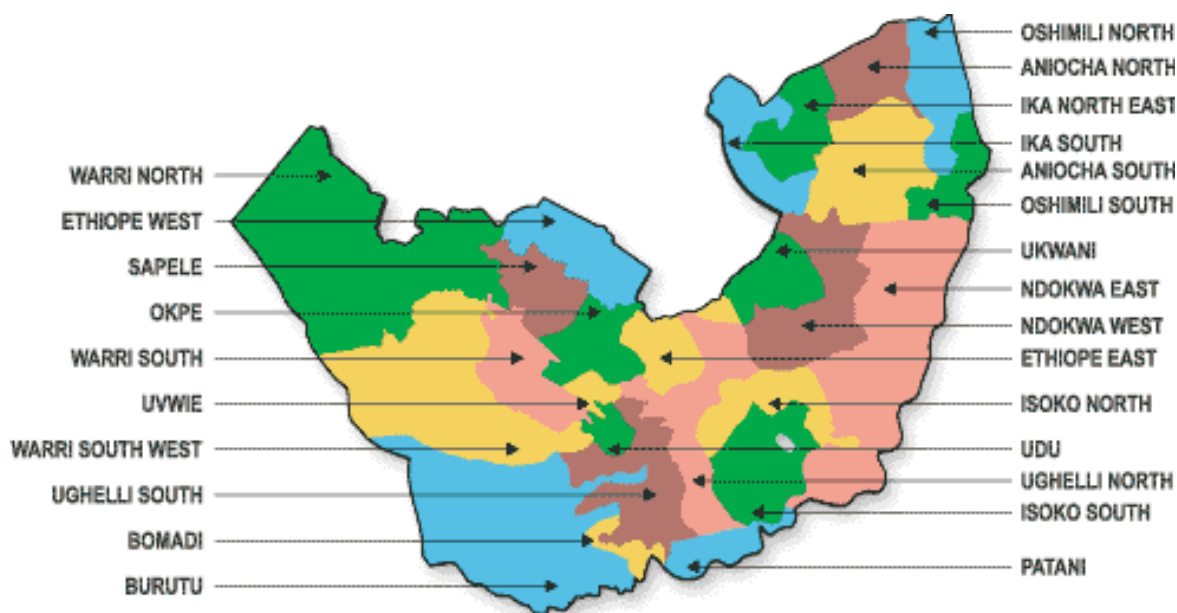 WARRI NORTH
ETHIOPE WEST
SAPELE
OKPE
WARRI SOUTH
UVWIE
WARRI SOUTH WEST
UGHELLI SOUTH
BOMADI
BURUTU
OSHIMILI NORTH
ANIOCHA NORTH
IKA NORTH EAST
IKA SOUTH
ANIOCHA SOUTH
OSHIMILI SOUTH
UKWANI
NDOKWA EAST
NDOKWA WEST
ETHIOPE EAST
ISOKO NORTH
UDU
UGHELLI NORTH
ISOKO SOUTH
PATANI